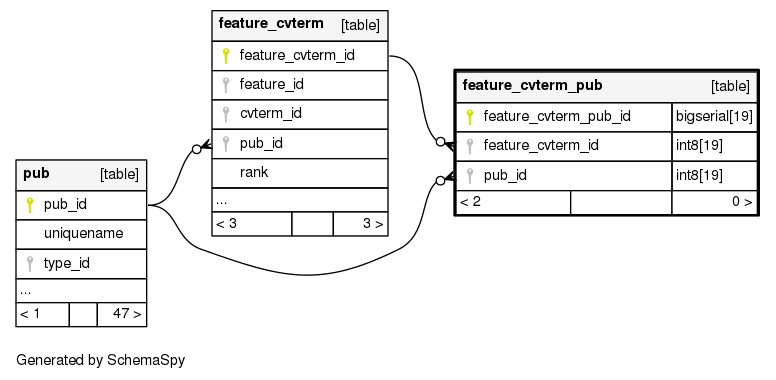 feature_cvterm [table]
feature_cvterm_id
feature_id
cvterm_id
pub_id
rank
...
< 3 3 >
feature_cvterm_pub [table]
feature_cvterm_pub_id bigserial[19]
feature_cvterm_id int8[19]
pub_id int8[19]
< 2 0 >
pub [table]
pub_id
uniquename
type_id
...
< 1 47 >
Generated by SchemaSpy